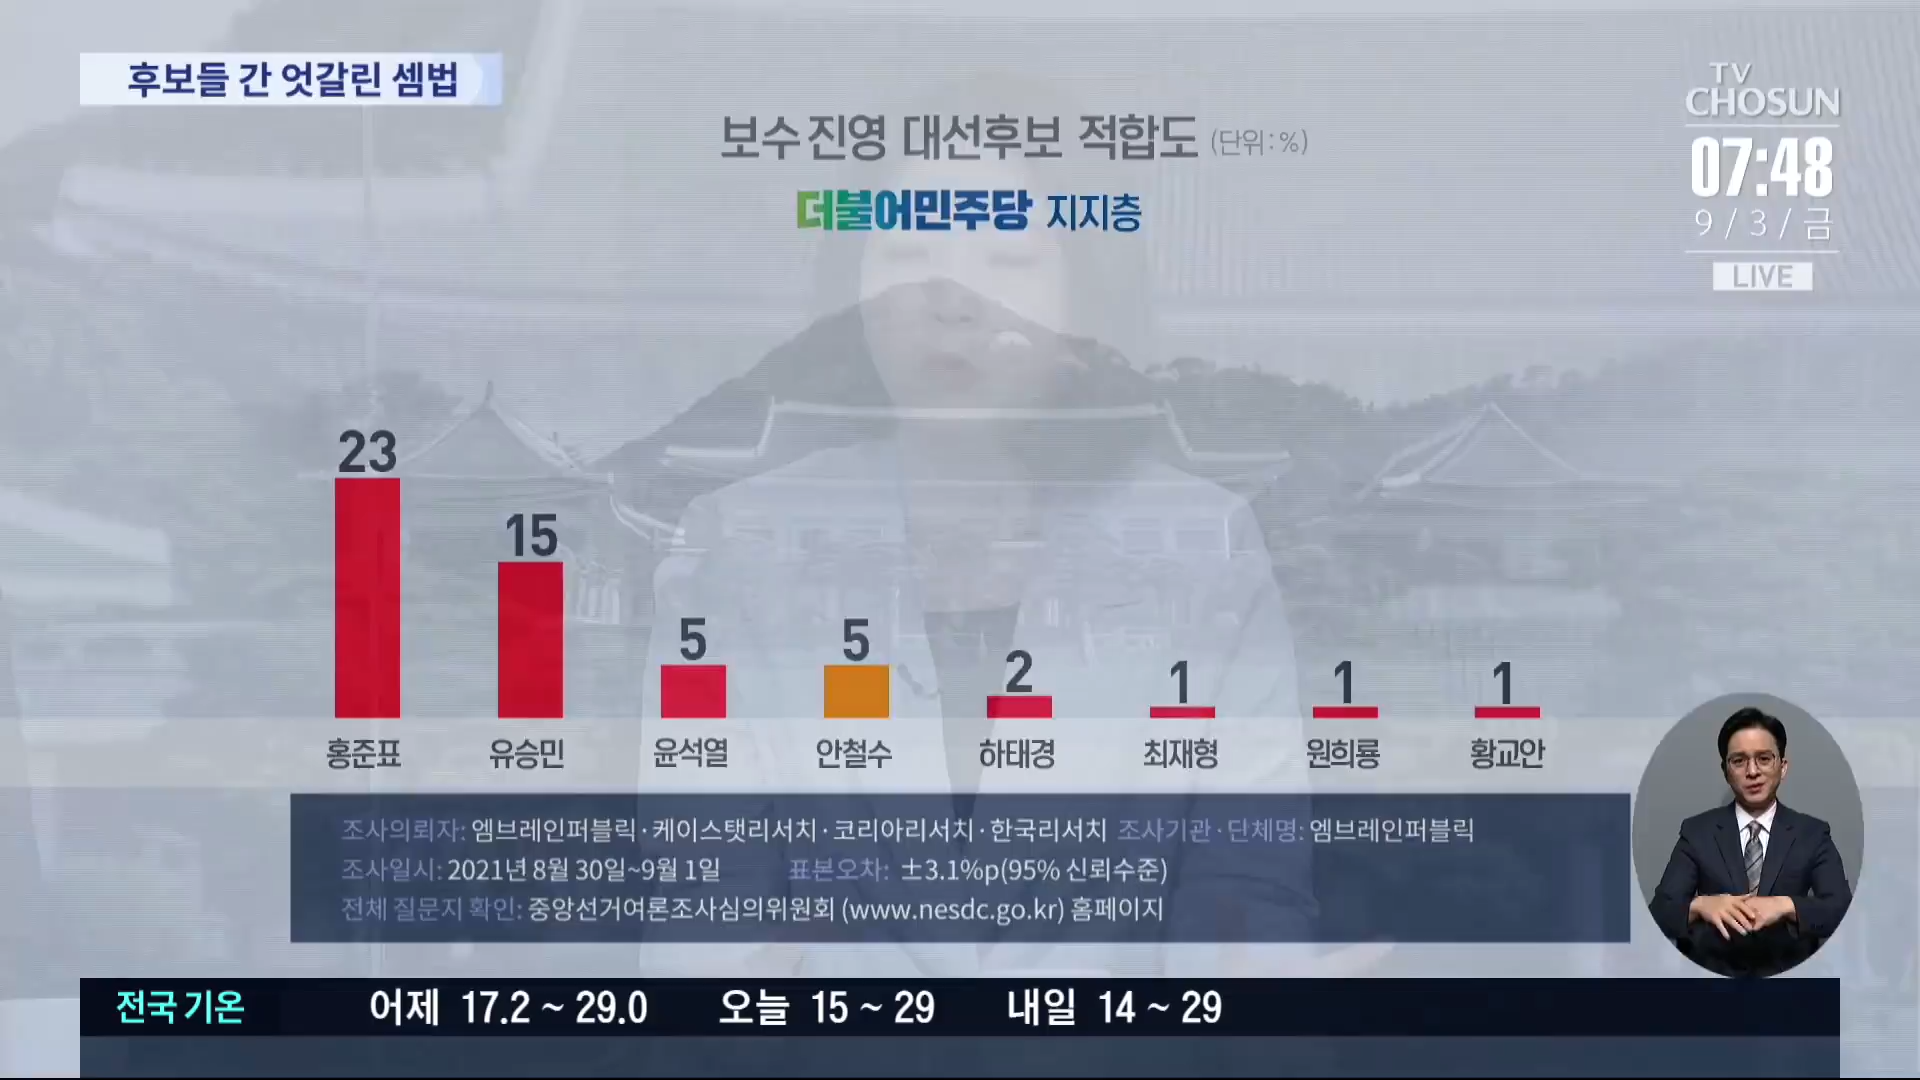 후보들 간 엇갈린 셈법
TV
CHOSUN
07:48
9/3/금
LIVE
보수 진영 대선후보 적합도 (단위:%)
더불어민주당 지지층
23
15
5
5
2
1
1
1
홍준표
유승민
윤석열
안철수
하태경
최재형
원희룡
황교안
조사의뢰자: 엠브레인퍼블릭·케이스탯리서치·코리아리서치·한국리서치 조사기관·단체명: 엠브레인퍼블릭
조사일시: 2021년 8월 30일~9월 1일 표본오차: ±3.1%p(95% 신뢰수준)
전체 질문지 확인: 중앙선거여론조사심의위원회 (www.nesdc.go.kr) 홈페이지
전국 기온 어제 17.2 ~ 29.0 오늘 15 ~ 29 내일 14 ~ 29